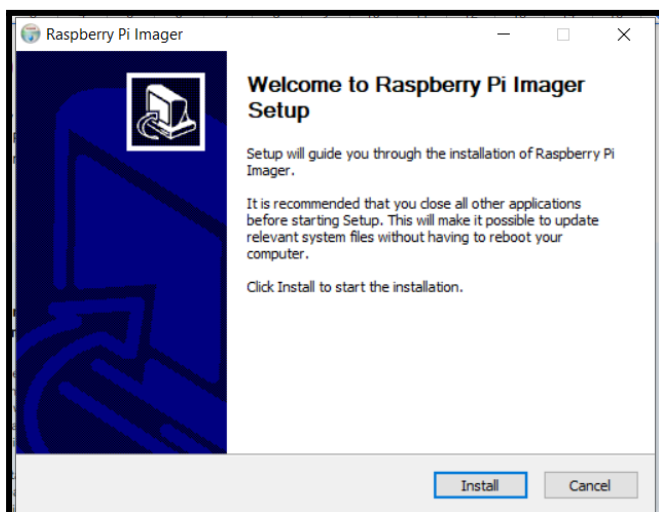 Raspberry Pi Imager
Welcome to Raspberry Pi Imager
Setup
Setup will guide you through the installation of Raspberry Pi
Imager.
It is recommended that you close all other applications
before starting Setup. This will make it possible to update
relevant system files without having to reboot your
computer.
Click Install to start the installation.
Install
Cancel